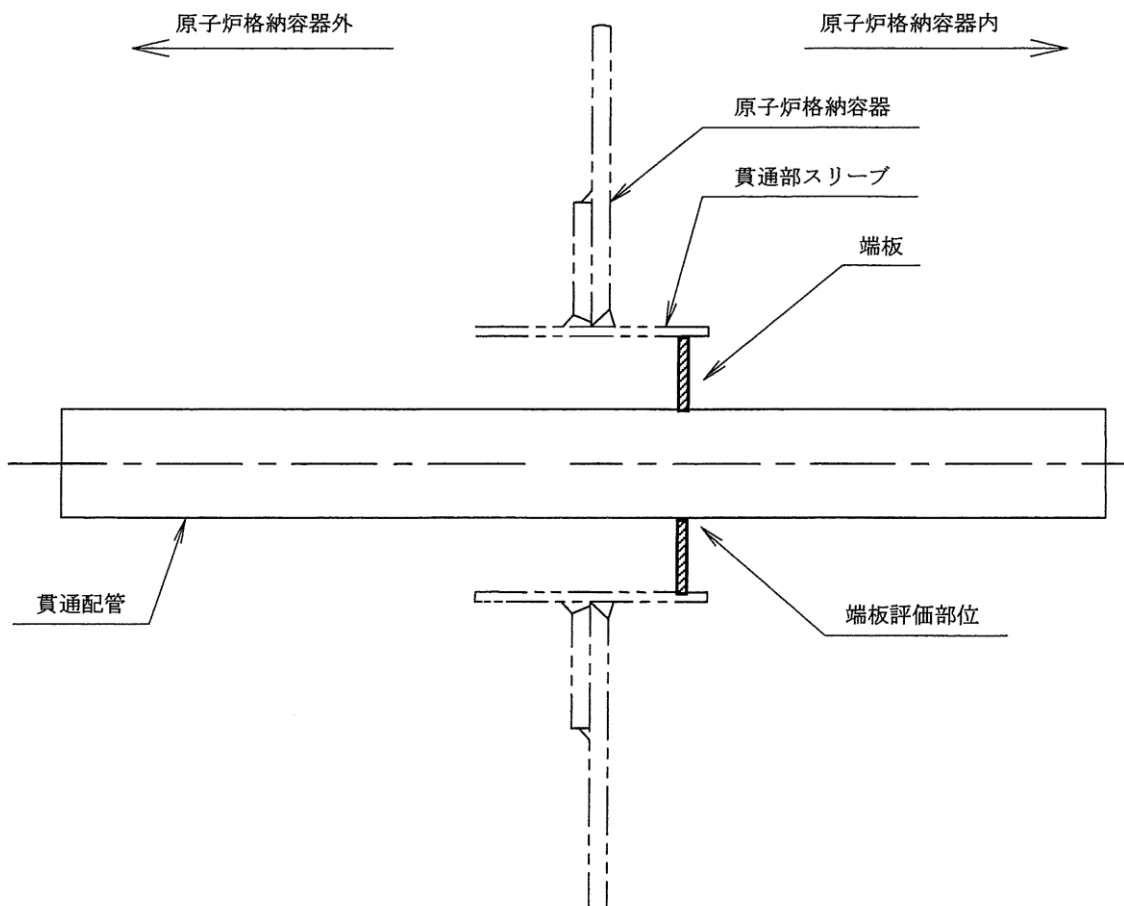 原子炉格納容器外
原子炉格納容器内
原子炉格納容器
貫通部スリーブ
端板
貫通配管
端板評価部位